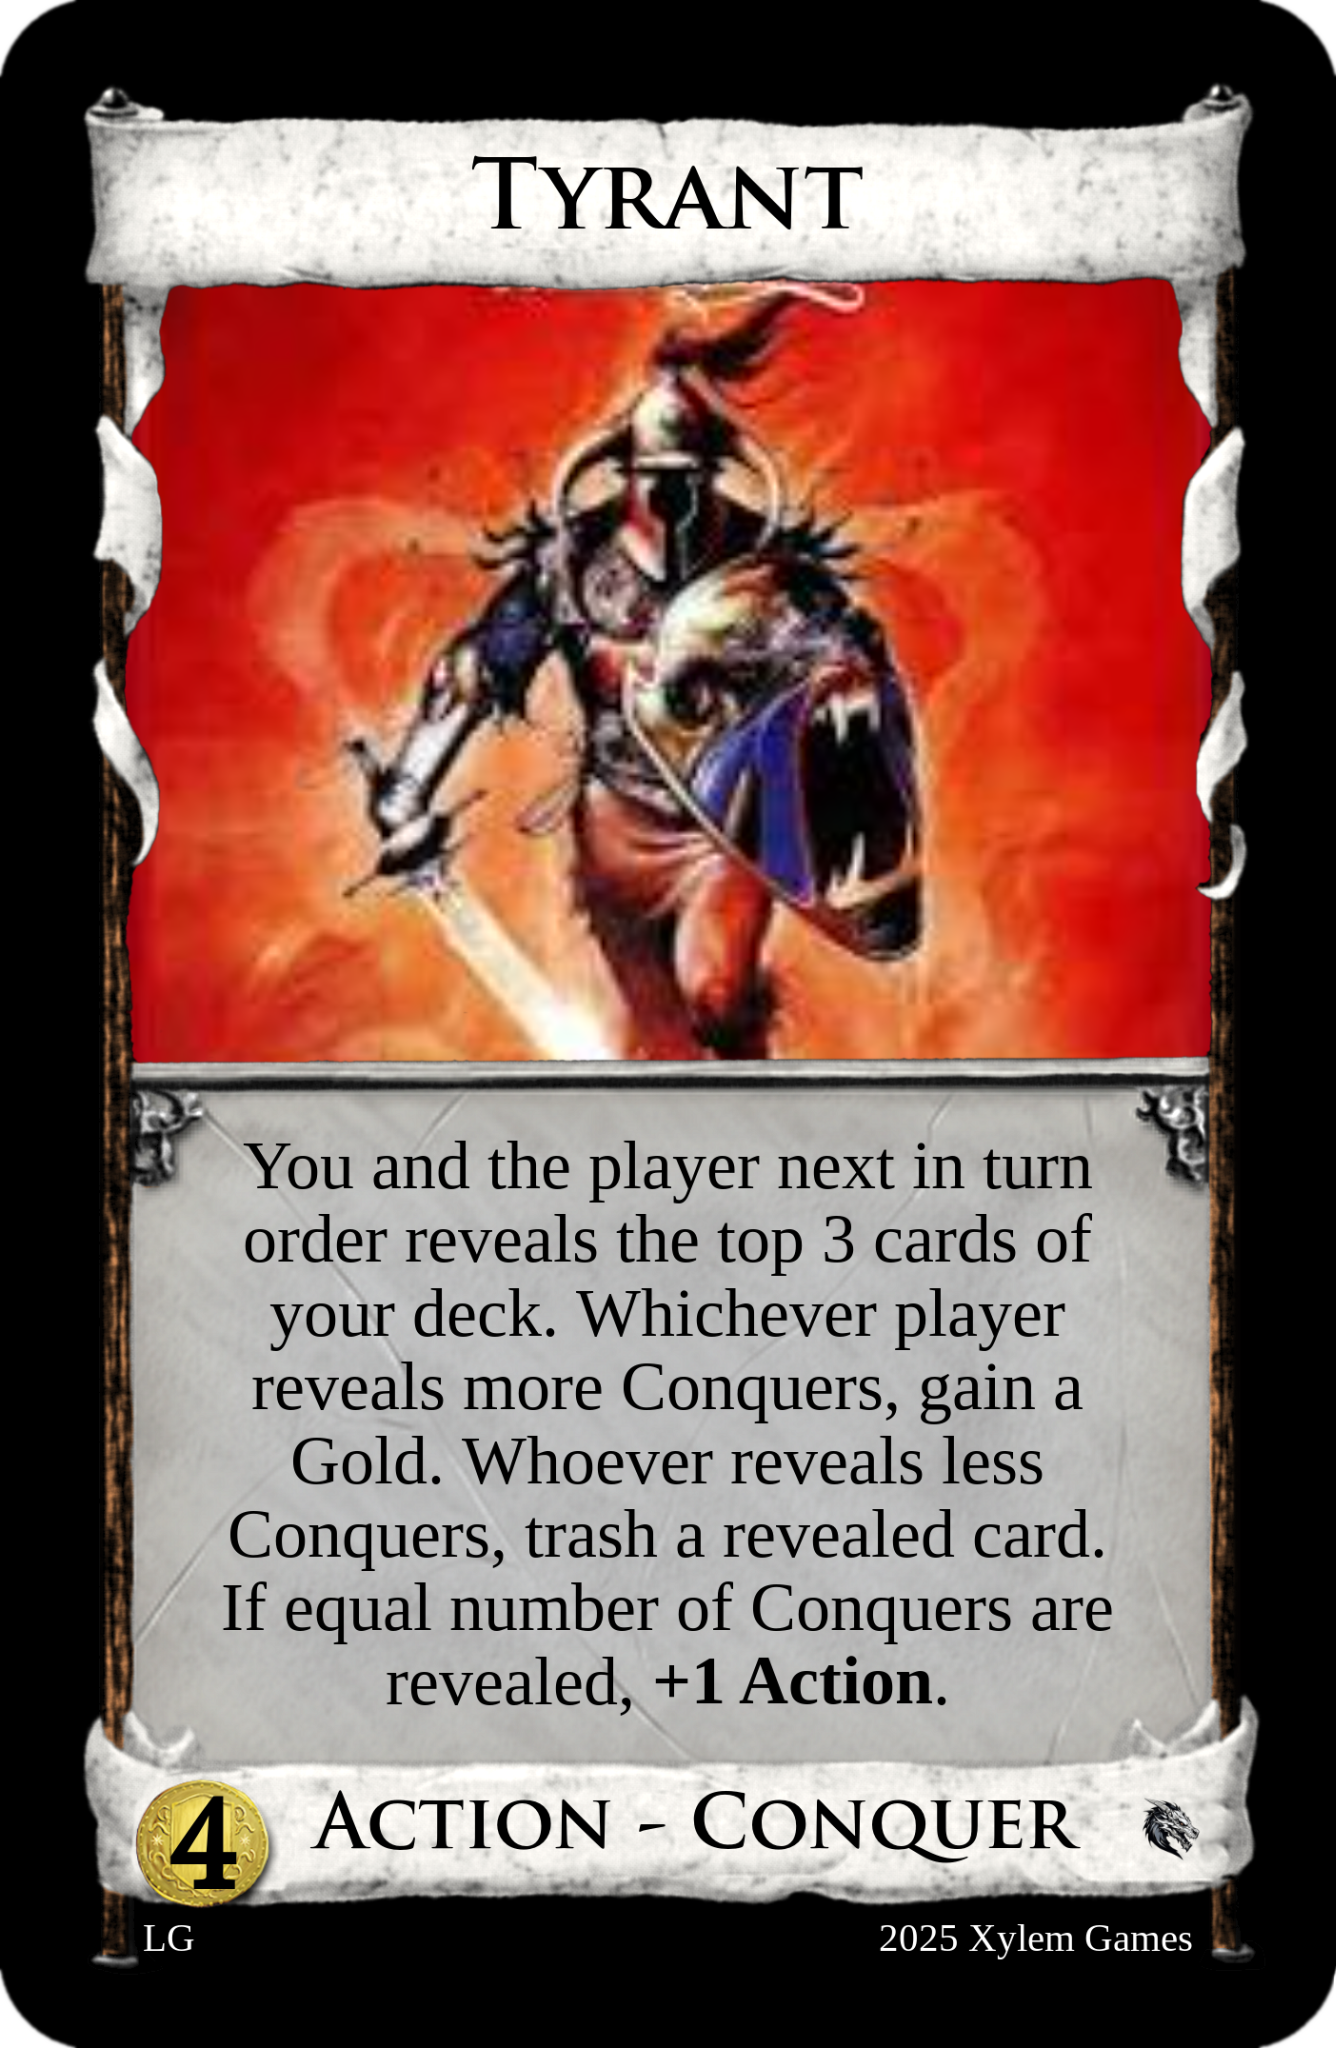 Tyrant
You and the player next in turn
order reveals the top 3 cards of
your deck. Whichever player
reveals more Conquers, gain a
Gold. Whoever reveals less
Conquers, trash a revealed card.
If equal number of Conquers are
revealed, +1 Action.
4 Action - Conquer
LG 2025 Xylem Games